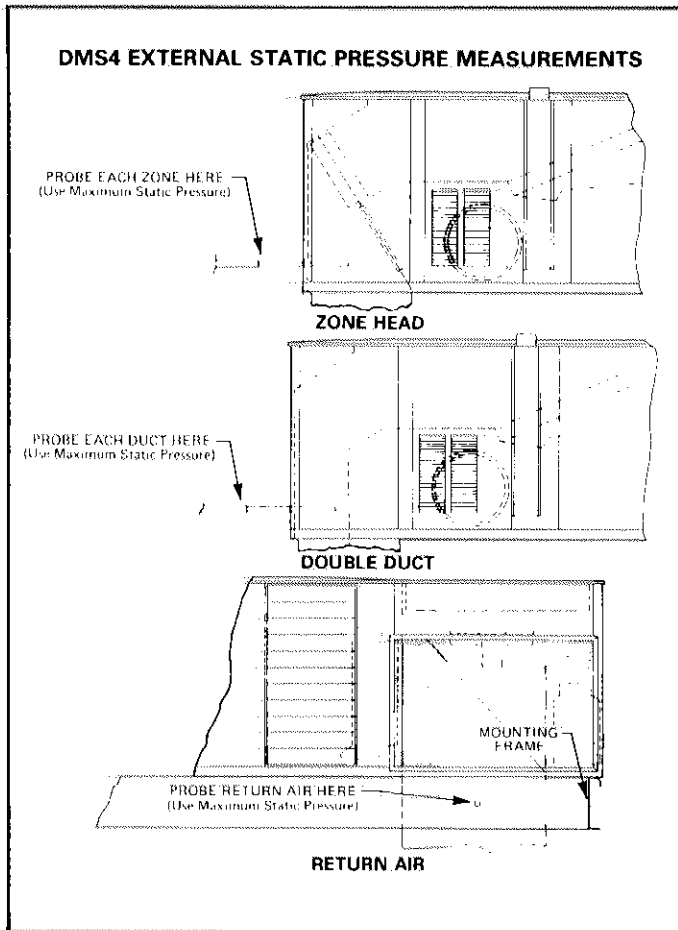 DMS4 EXTERNAL STATIC PRESSURE MEASUREMENTS
PROBE EACH ZONE HERE
(Use Maximum Static Pressure)
ZONE HEAD
PROBE EACH DUCT HERE
(Use Maximum Static Pressure)
DOUBLE DUCT
MOUNTING
FRAME
PROBE RETURN AIR HERE
(Use Maximum Static Pressure)
RETURN AIR